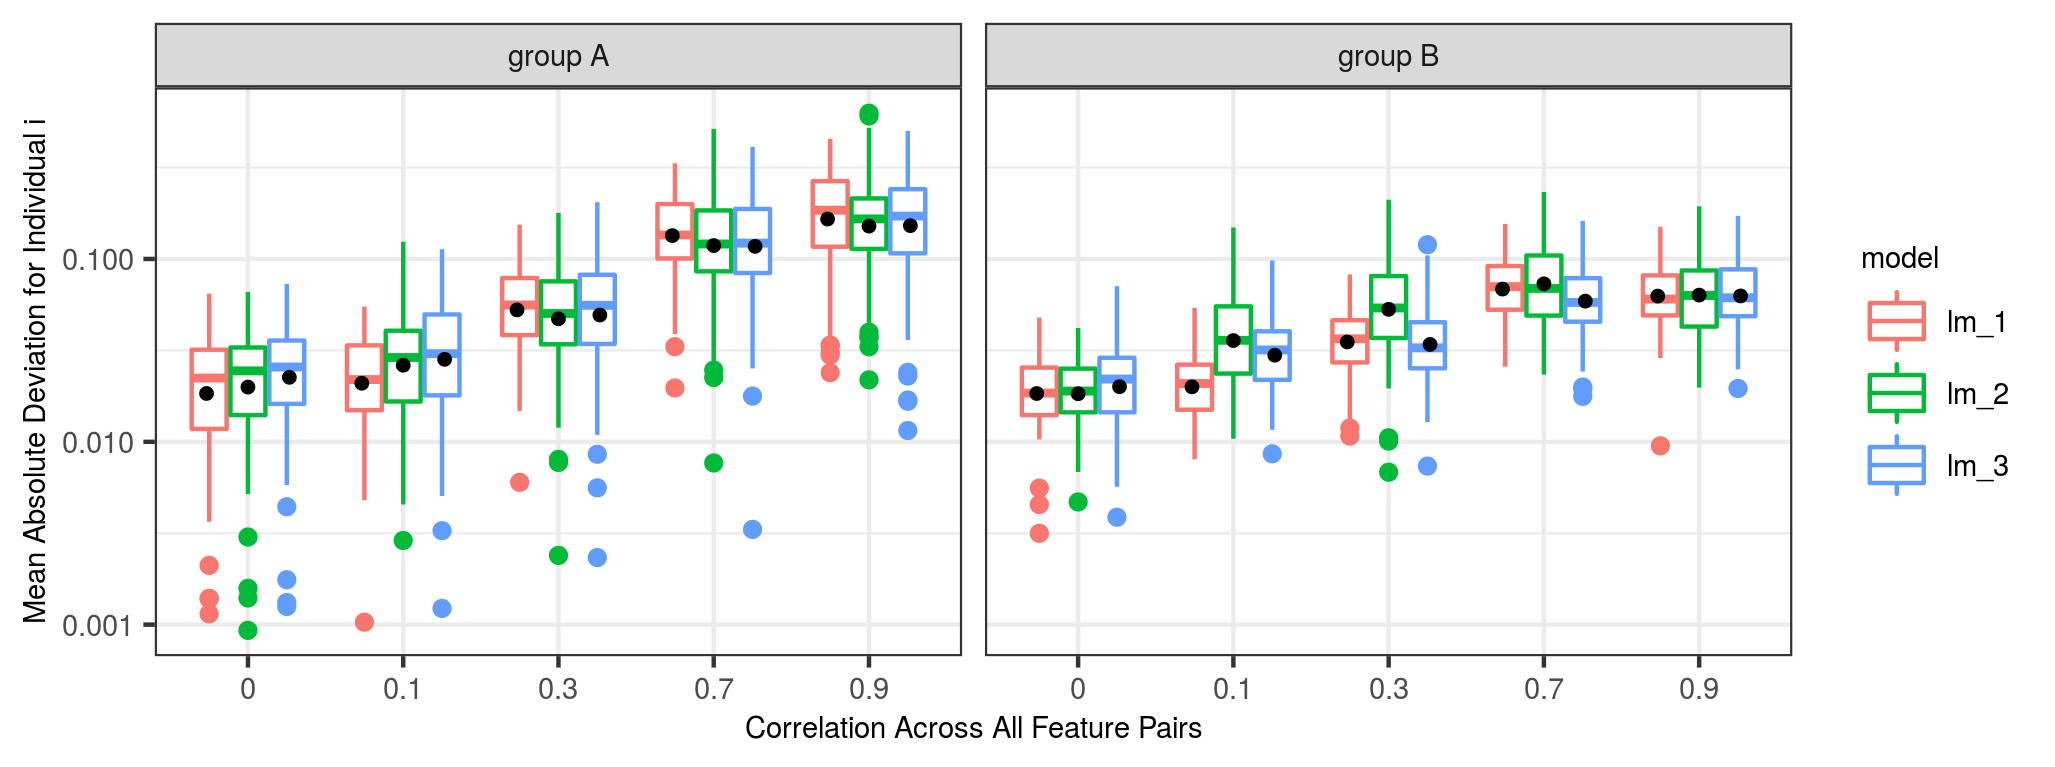 group A
group B
Mean Absolute Deviation for Individual i
0.100
0.010
0.001
0
0.1
0.3
0.7
0.9
0
0.1
0.3
0.7
0.9
Correlation Across All Feature Pairs
model
lm_1
lm_2
lm_3